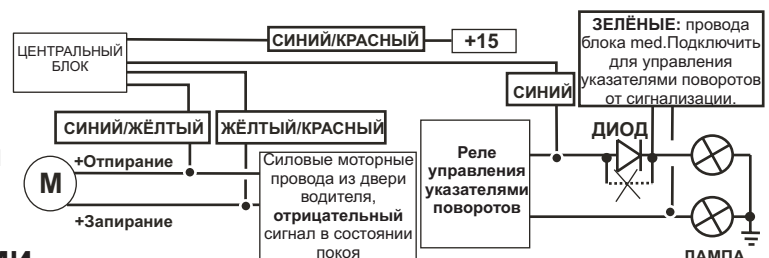 СИНИЙ/КРАСНЫЙ
+15
ЦЕНТРАЛЬНЫЙ
БЛОК
ЗЕЛЁНЫЕ: провода
блока med.Подключить
для управления
указателями поворотов
от сигнализации.
СИНИЙ
СИНИЙ/ЖЁЛТЫЙ
ЖЁЛТЫЙ/КРАСНЫЙ
ДИОД
M
+Отпирание
+Запирание
Силовые моторные
провода из двери
водителя,
отрицательный
сигнал в состоянии
покоя
Реле
управления
указателями
поворотов
ЛАМПА